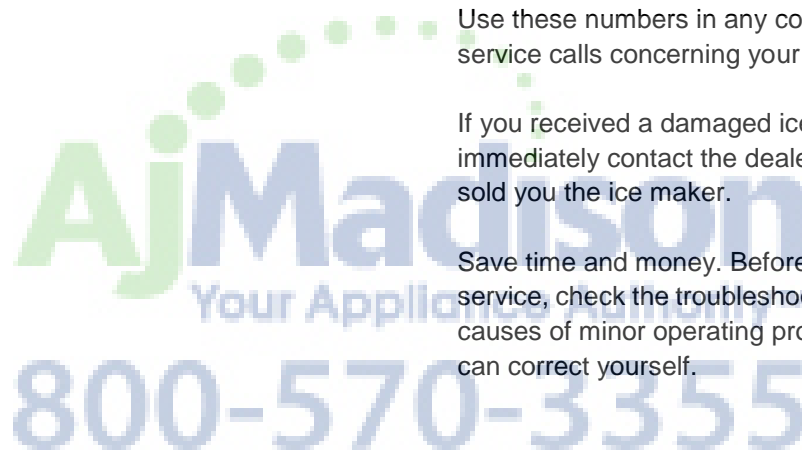 Use these numbers in any co
service calls concerning your
If you received a damaged ice
immediately contact the deale
sold you the ice maker.
Save time and money. Before
service, check the troublesho
causes of minor operating pro
can correct yourself.
AjMadison
Your Appliance Authority
800-570-3355